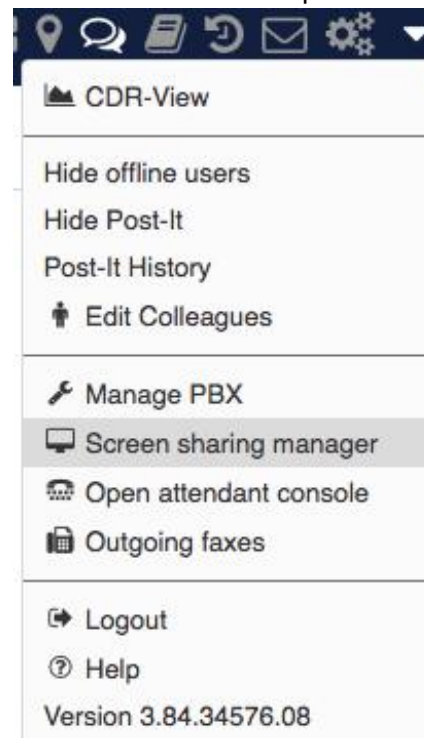 CDR-View
Hide offline users
Hide Post-It
Post-It History
Edit Colleagues
Manage PBX
Screen sharing manager
Open attendant console
Outgoing faxes
Logout
Help
Version 3.84.34576.08